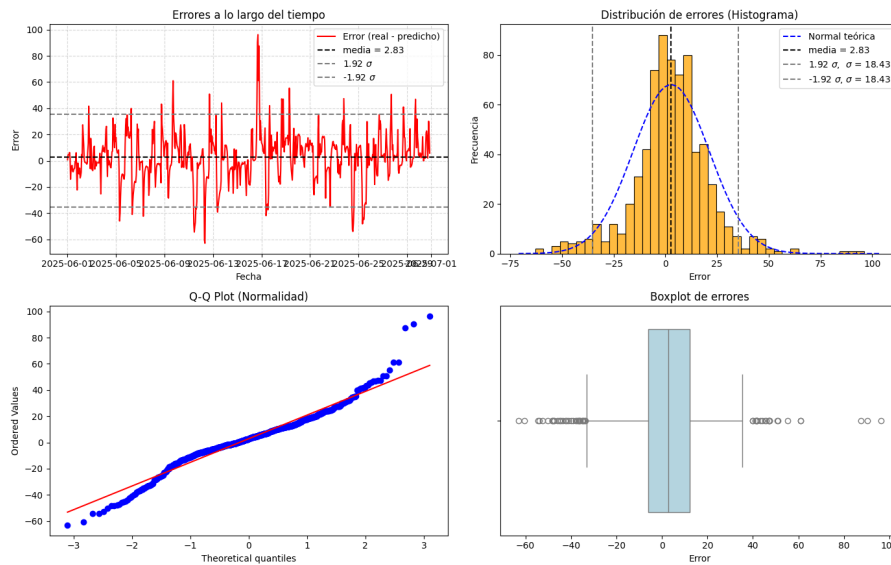 Errores a lo largo del tiempo
Error (real - predicho)
media = 2.83
1.92 σ
-1.92 σ
100
80
60
40
20
0
−20
−40
−60
Error
2025-06-01
2025-06-05
2025-06-09
2025-06-13
2025-06-17
2025-06-21
2025-06-25
2025-06-29
2025-07-01
Fecha
Distribución de errores (Histograma)
Normal teórica
media = 2.83
1.92 σ, σ = 18.43
-1.92 σ, σ = 18.43
80
60
40
20
0
Frecuencia
−75
−50
−25
0
25
50
75
100
Error
Q-Q Plot (Normalidad)
100
80
60
40
20
0
−20
−40
−60
Ordered Values
−3
−2
−1
0
1
2
3
Theoretical quantiles
Boxplot de errores
−60
−40
−20
0
20
40
60
80
100
Error